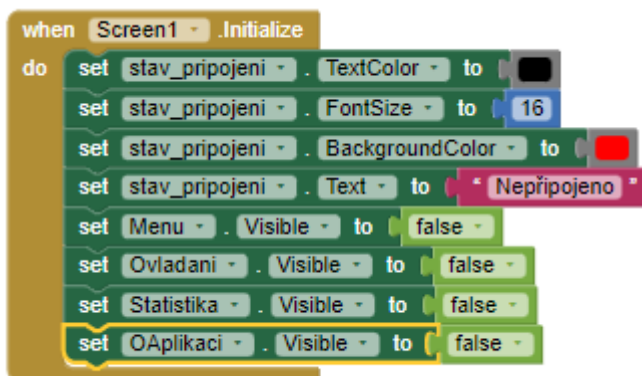 when Screen1 .Initialize
do set stav_pripojeni . TextColor to
set stav_pripojeni . FontSize to 16
set stav_pripojeni . BackgroundColor to
set stav_pripojeni . Text to “ Nepřipojeno ”
set Menu . Visible to false
set Ovladani . Visible to false
set Statistika . Visible to false
set OAplikaci . Visible to false